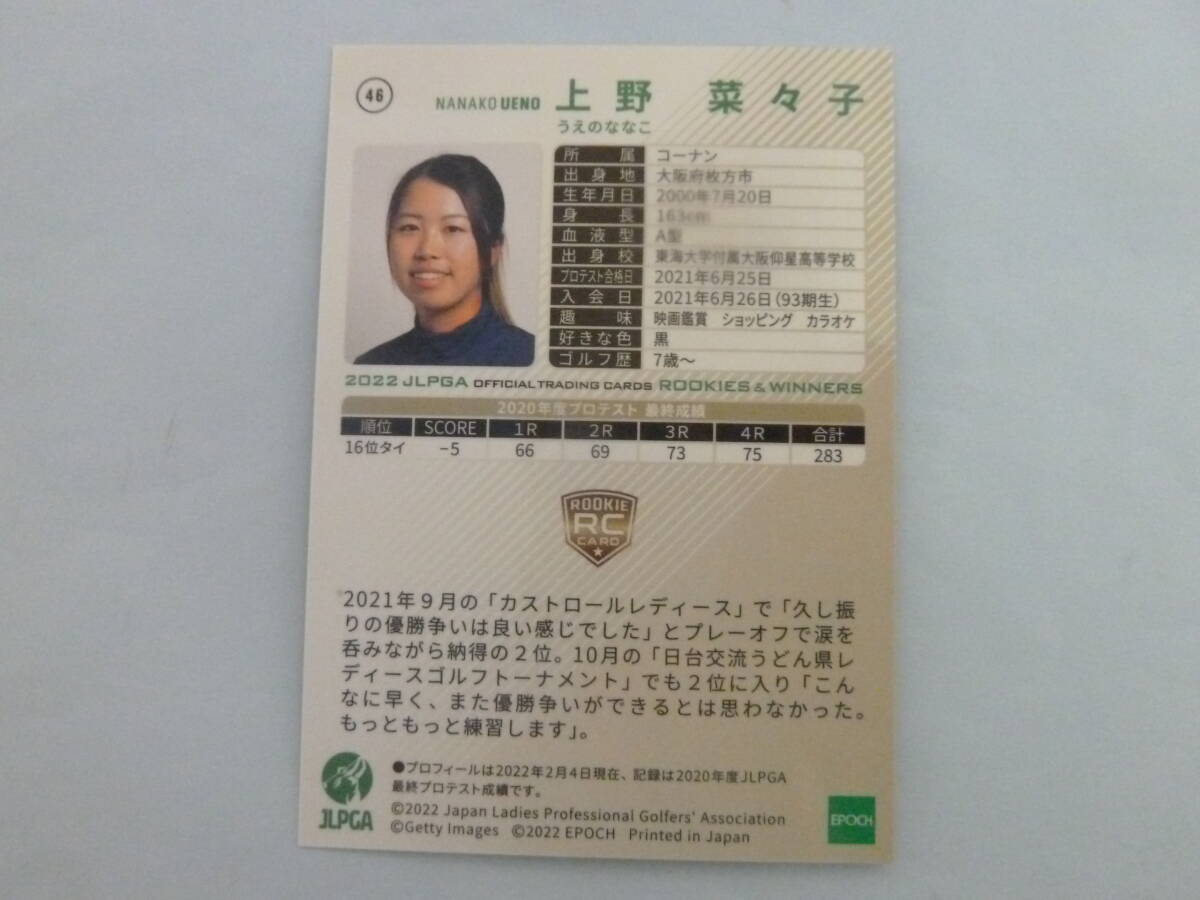 46 NANAKO UENO 上野 菜々子
うえのななこ
所属 コーナン
出身地 大阪府枚方市
生年月日 2000年7月20日
身長 163cm
血液型 A型
出身校 東海大学付属大阪仰星高等学校
プロテスト合格日 2021年6月25日
入会日 2021年6月26日(93期生)
趣味 映画鑑賞 ショッピング カラオケ
好きな色 黒
ゴルフ歴 7歳～
2022 JLPGA OFFICIAL TRADING CARDS ROOKIES & WINNERS
2020年度プロテスト 最終成績
順位 SCORE 1R 2R 3R 4R 合計
16位タイ −5 66 69 73 75 283
ROOKIE
RC
CARD
2021年9月の「カストロールレディース」で「久し振
りの優勝争いは良い感じでした」とプレーオフで涙を
呑みながら納得の2位。10月の「日台交流うどん県レ
ディースゴルフトーナメント」でも2位に入り「こん
なに早く、また優勝争いができるとは思わなかった。
もっともっと練習します」。
●プロフィールは2022年2月4日現在、記録は2020年度JLPGA
最終プロテスト成績です。
©2022 Japan Ladies Professional Golfers' Association
©Getty Images ©2022 EPOCH Printed in Japan
JLPGA
EPOCH